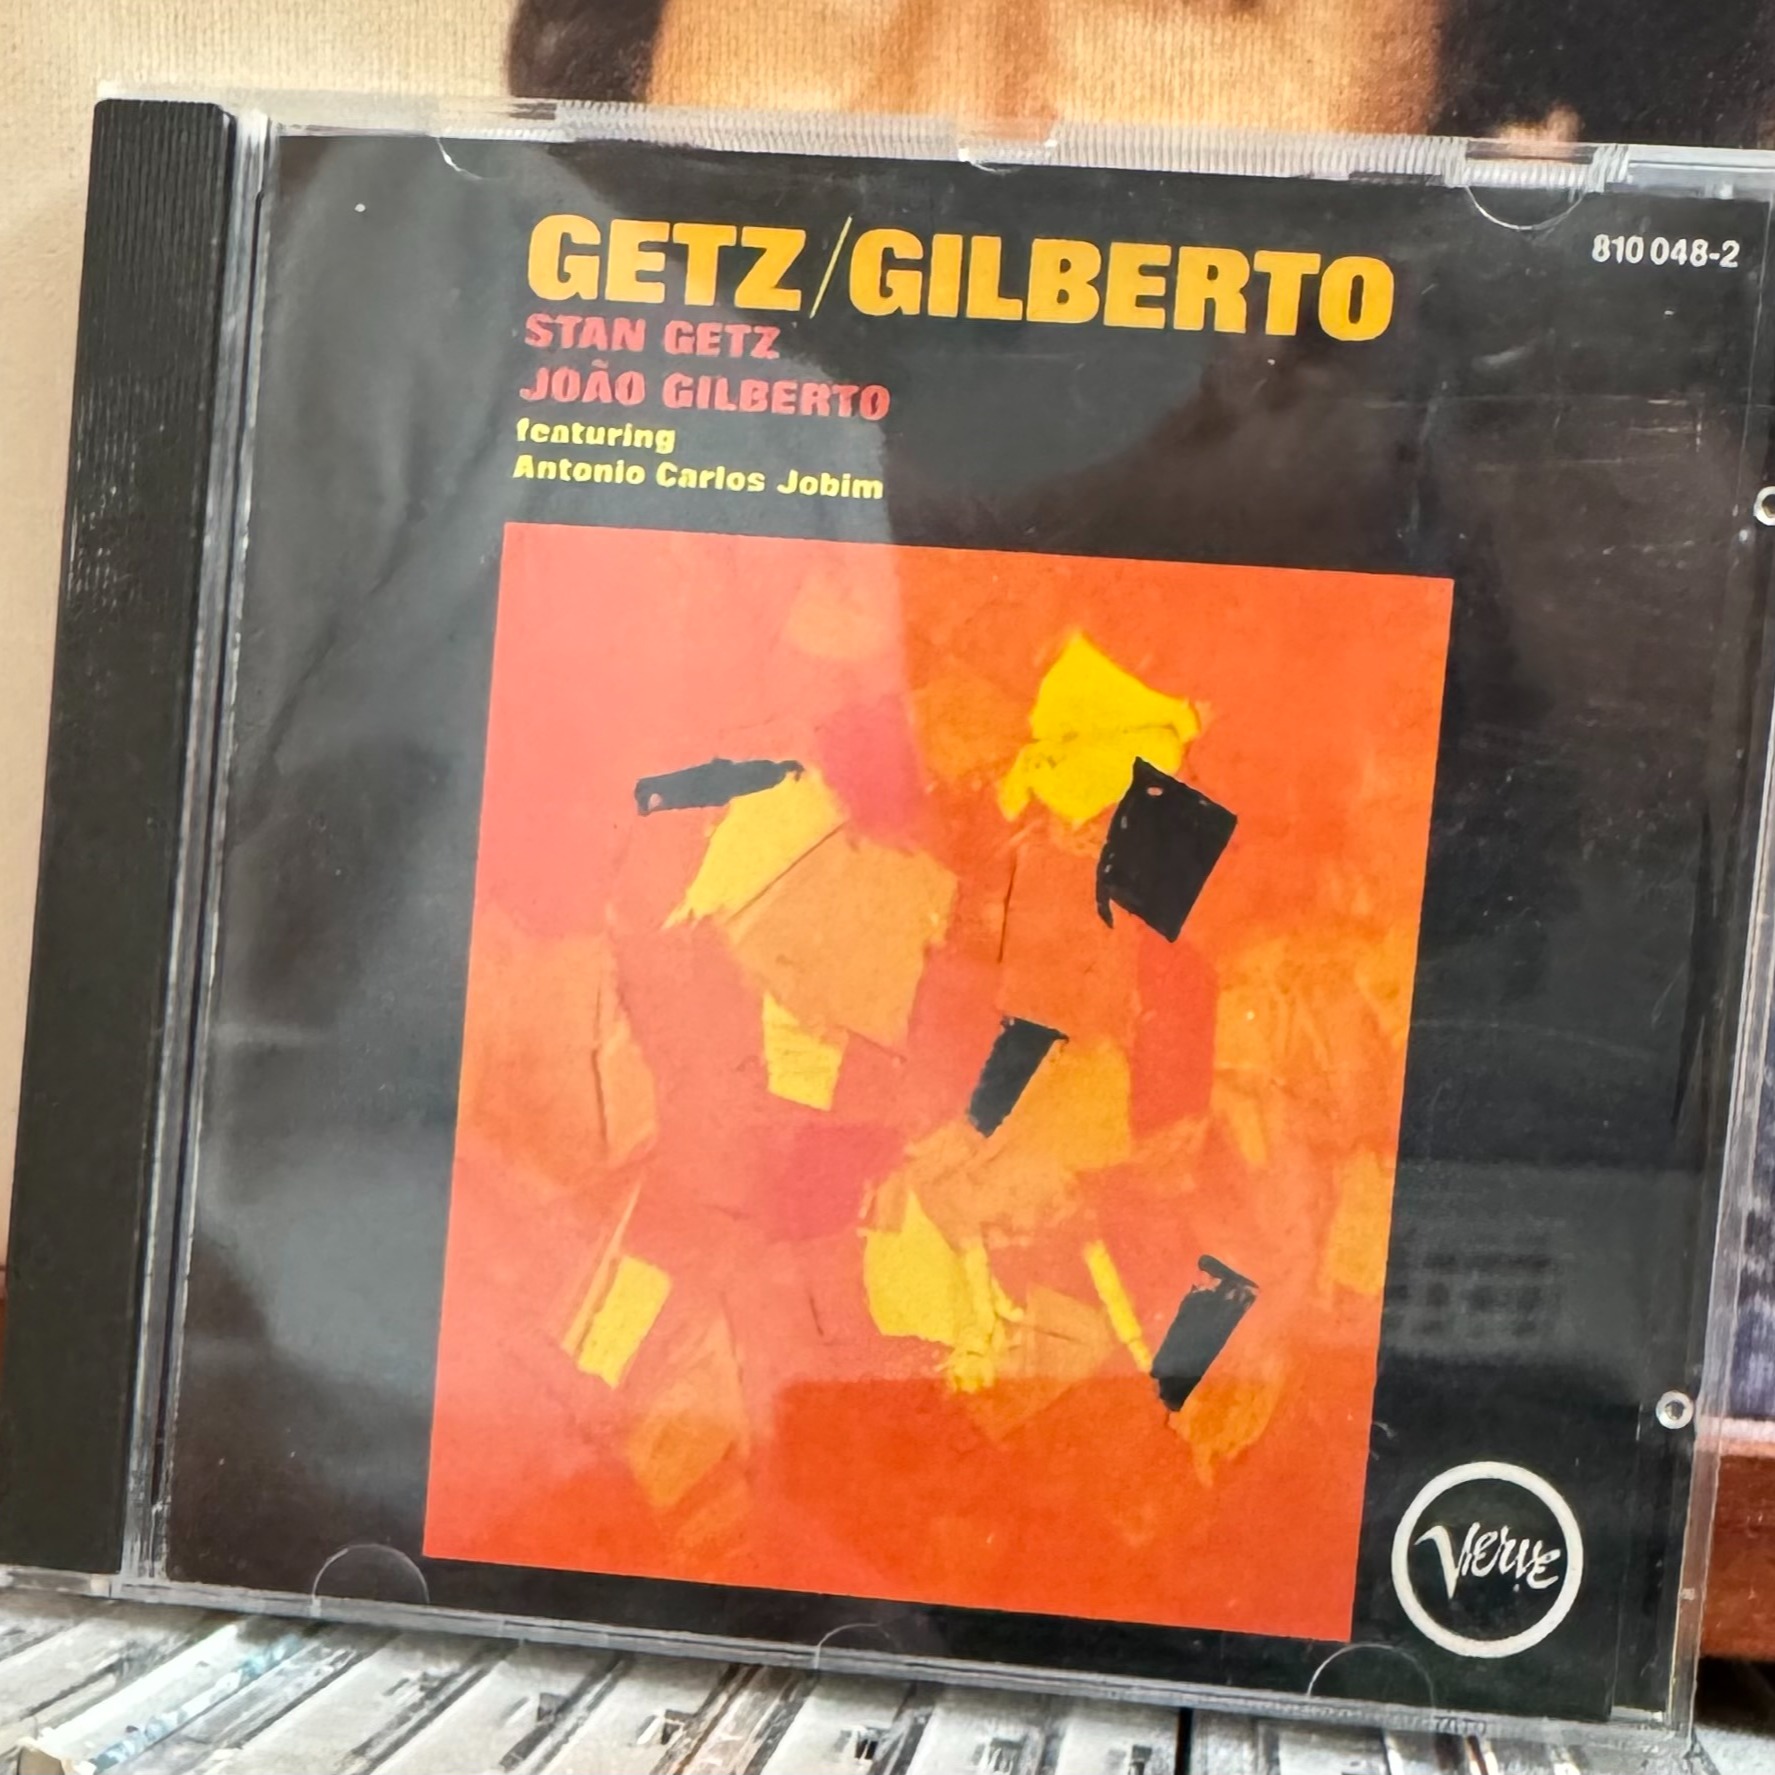 GETZ/GILBERTO
810 048-2
STAN GETZ
JOÃO GILBERTO
featuring
Antonio Carlos Jobim
VERVE